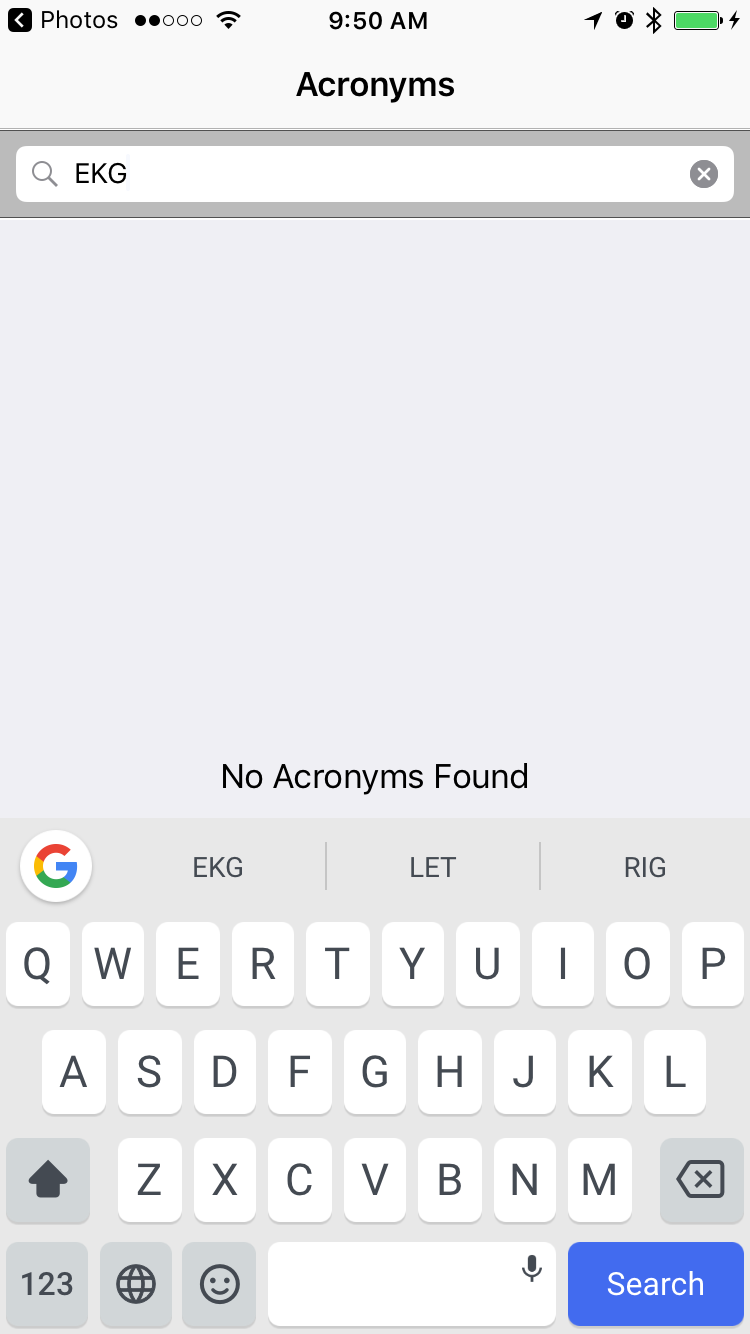 Photos 9:50 AM
Acronyms
EKG
No Acronyms Found
EKG LET RIG
Q W E R T Y U I O P
A S D F G H J K L
Z X C V B N M
123 Search